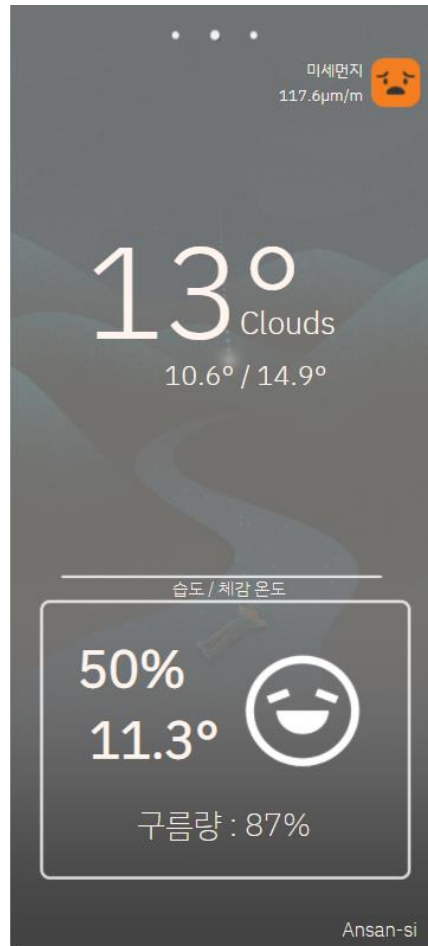 미세먼지
117.6μm/m
13°
Clouds
10.6° / 14.9°
습도 / 체감 온도
50%
11.3°
구름량 : 87%
Ansan-si